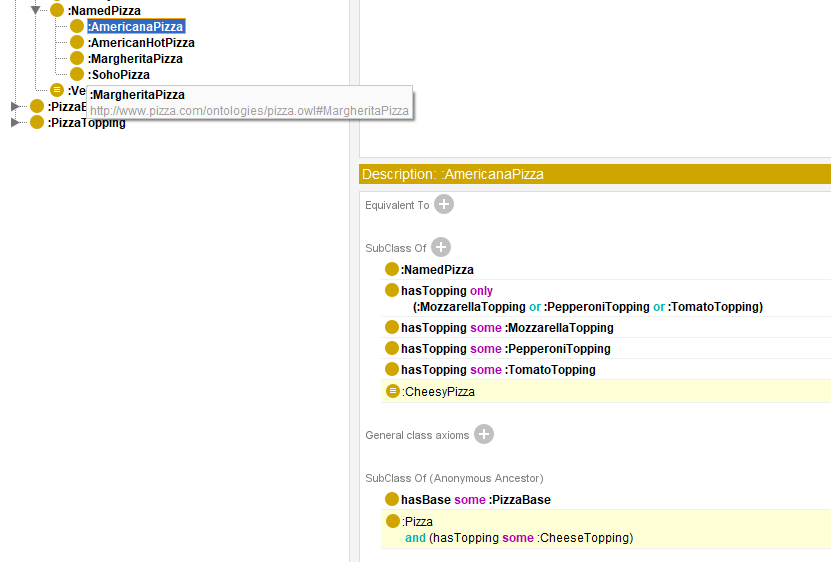 :NamedPizza
:AmericanaPizza
:AmericanHotPizza
:MargheritaPizza
:SohoPizza
:Ve
:MargheritaPizza
http://www.pizza.com/ontologies/pizza.owl#MargheritaPizza
:PizzaB
:PizzaTopping
Description: :AmericanaPizza
Equivalent To
SubClass Of
:NamedPizza
hasTopping only
(:MozzarellaTopping or :PepperoniTopping or :TomatoTopping)
hasTopping some :MozzarellaTopping
hasTopping some :PepperoniTopping
hasTopping some :TomatoTopping
:CheesyPizza
General class axioms
SubClass Of (Anonymous Ancestor)
hasBase some :PizzaBase
:Pizza
and (hasTopping some :CheeseTopping)